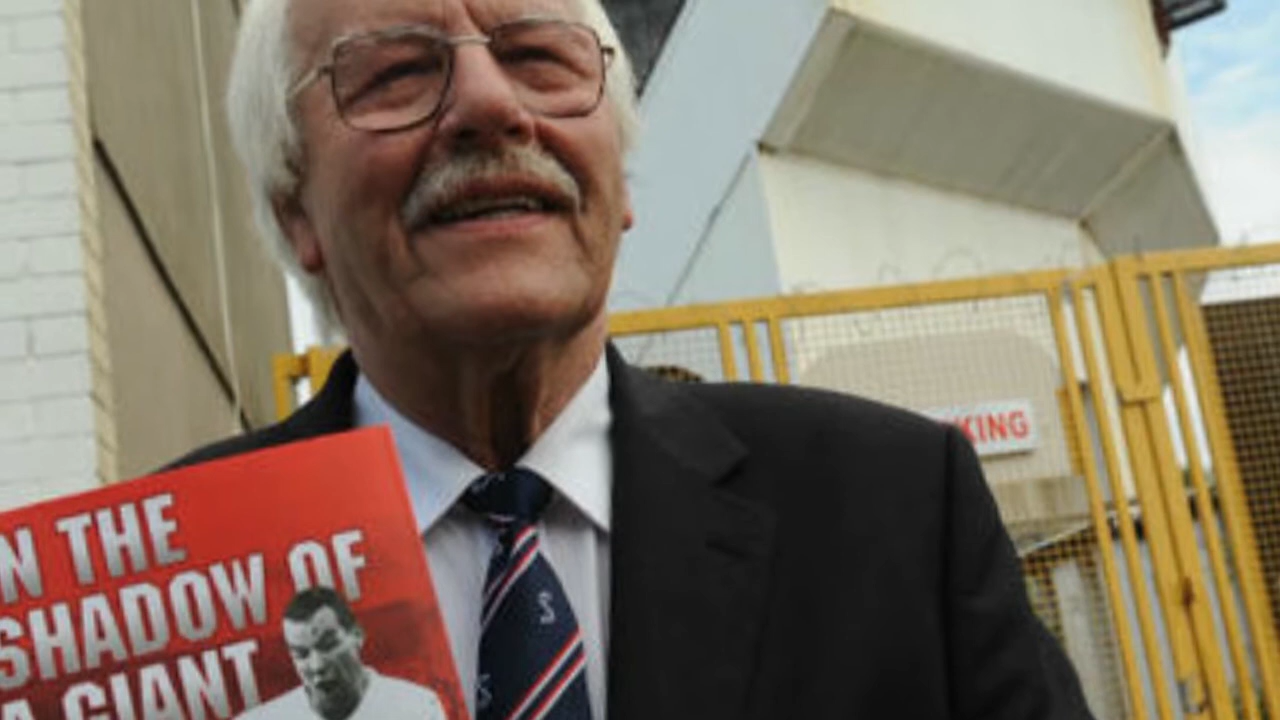 N THE
SHADOW OF
A GIANT
KING
S
S